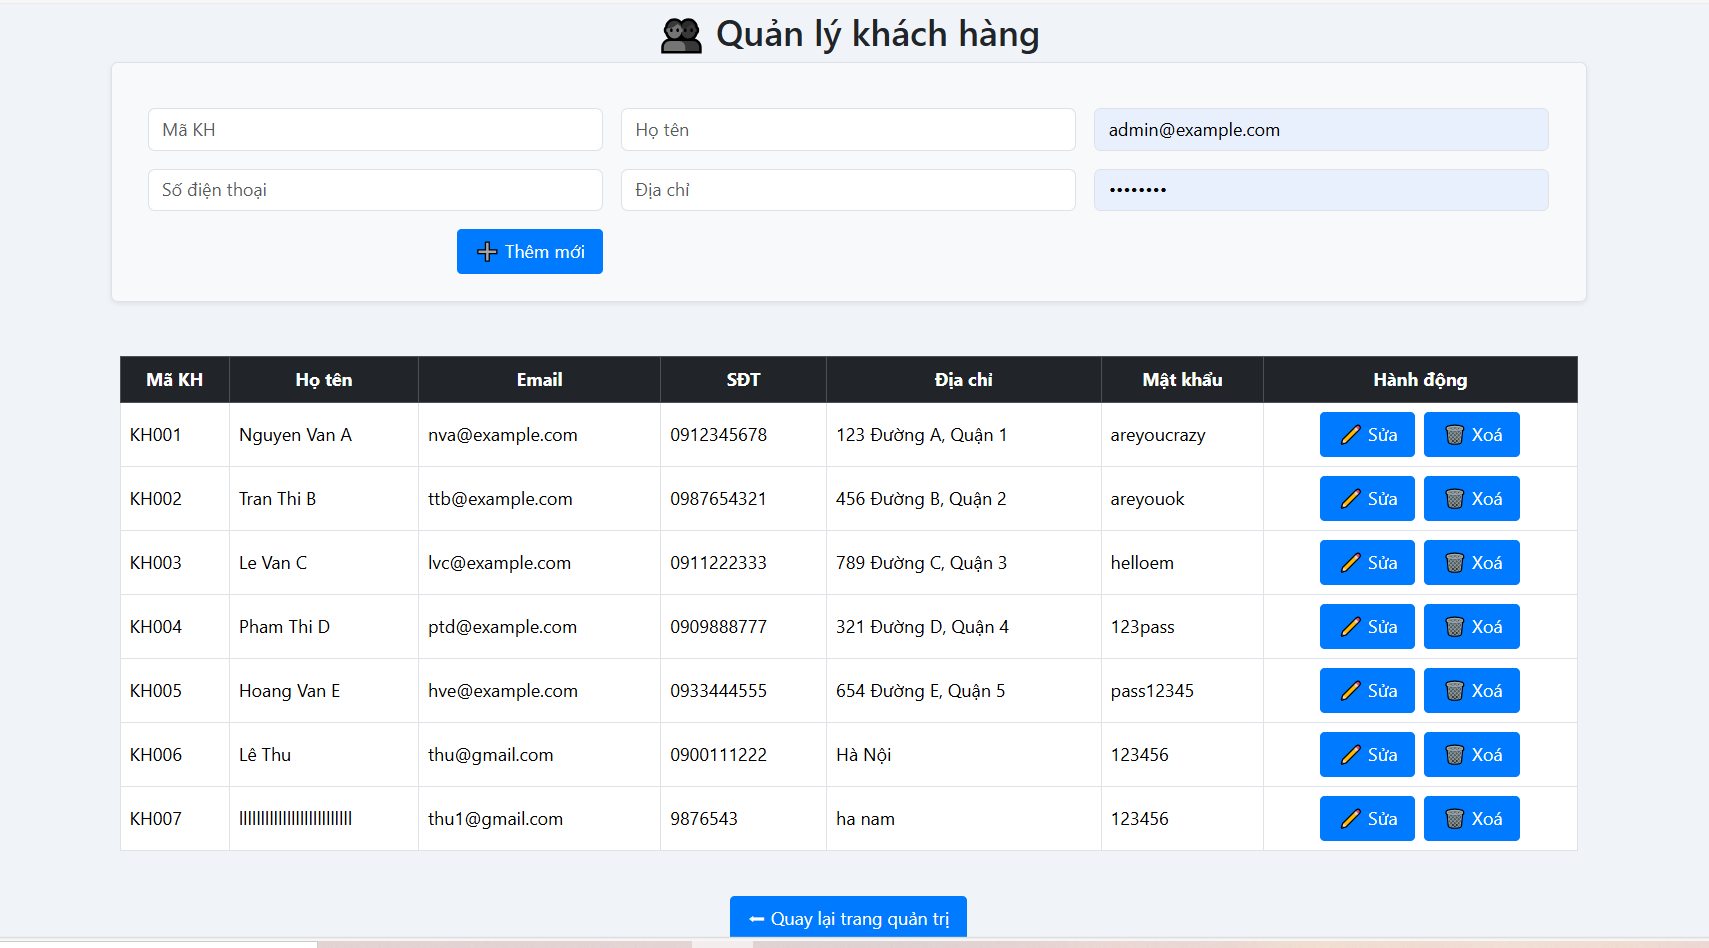 Quản lý khách hàng
Mã KH Họ tên admin@example.com
Số điện thoại Địa chỉ ••••••••
Thêm mới
Mã KH Họ tên Email SĐT Địa chỉ Mật khẩu Hành động
KH001 Nguyen Van A nva@example.com 0912345678 123 Đường A, Quận 1 areyoucrazy Sửa Xoá
KH002 Tran Thi B ttb@example.com 0987654321 456 Đường B, Quận 2 areyouok Sửa Xoá
KH003 Le Van C lvc@example.com 0911222333 789 Đường C, Quận 3 helloem Sửa Xoá
KH004 Pham Thi D ptd@example.com 0909888777 321 Đường D, Quận 4 123pass Sửa Xoá
KH005 Hoang Van E hve@example.com 0933444555 654 Đường E, Quận 5 pass12345 Sửa Xoá
KH006 Lê Thu thu@gmail.com 0900111222 Hà Nội 123456 Sửa Xoá
KH007 thu1@gmail.com 9876543 ha nam 123456 Sửa Xoá
Quay lại trang quản trị